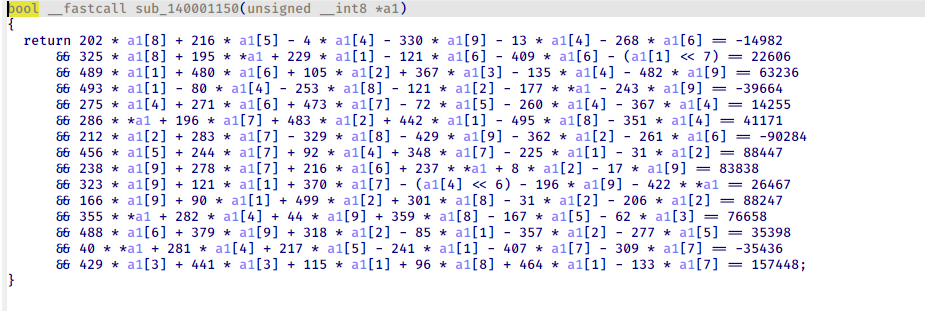 bool __fastcall sub_140001150(unsigned __int8 *a1)
{
  return 202 * a1[8] + 216 * a1[5] - 4 * a1[4] - 330 * a1[9] - 13 * a1[4] - 268 * a1[6] == -14982
      && 325 * a1[8] + 195 * *a1 + 229 * a1[1] - 121 * a1[6] - 409 * a1[6] - (a1[1] << 7) == 22606
      && 489 * a1[1] + 480 * a1[6] + 105 * a1[2] + 367 * a1[3] - 135 * a1[4] - 482 * a1[9] == 63236
      && 493 * a1[1] - 80 * a1[4] - 253 * a1[8] - 121 * a1[2] - 177 * *a1 - 243 * a1[9] == -39664
      && 275 * a1[4] + 271 * a1[6] + 473 * a1[7] - 72 * a1[5] - 260 * a1[4] - 367 * a1[4] == 14255
      && 286 * *a1 + 196 * a1[7] + 483 * a1[2] + 442 * a1[1] - 495 * a1[8] - 351 * a1[4] == 41171
      && 212 * a1[2] + 283 * a1[7] - 329 * a1[8] - 429 * a1[9] - 362 * a1[2] - 261 * a1[6] == -90284
      && 456 * a1[5] + 244 * a1[7] + 92 * a1[4] + 348 * a1[7] - 225 * a1[1] - 31 * a1[2] == 88447
      && 238 * a1[9] + 278 * a1[7] + 216 * a1[6] + 237 * *a1 + 8 * a1[2] - 17 * a1[9] == 83838
      && 323 * a1[9] + 121 * a1[1] + 370 * a1[7] - (a1[4] << 6) - 196 * a1[9] - 422 * *a1 == 26467
      && 166 * a1[9] + 90 * a1[1] + 499 * a1[2] + 301 * a1[8] - 31 * a1[2] - 206 * a1[2] == 88247
      && 355 * *a1 + 282 * a1[4] + 44 * a1[9] + 359 * a1[8] - 167 * a1[5] - 62 * a1[3] == 76658
      && 488 * a1[6] + 379 * a1[9] + 318 * a1[2] - 85 * a1[1] - 357 * a1[2] - 277 * a1[5] == 35398
      && 40 * *a1 + 281 * a1[4] + 217 * a1[5] - 241 * a1[1] - 407 * a1[7] - 309 * a1[7] == -35436
      && 429 * a1[3] + 441 * a1[3] + 115 * a1[1] + 96 * a1[8] + 464 * a1[1] - 133 * a1[7] == 157448;
}